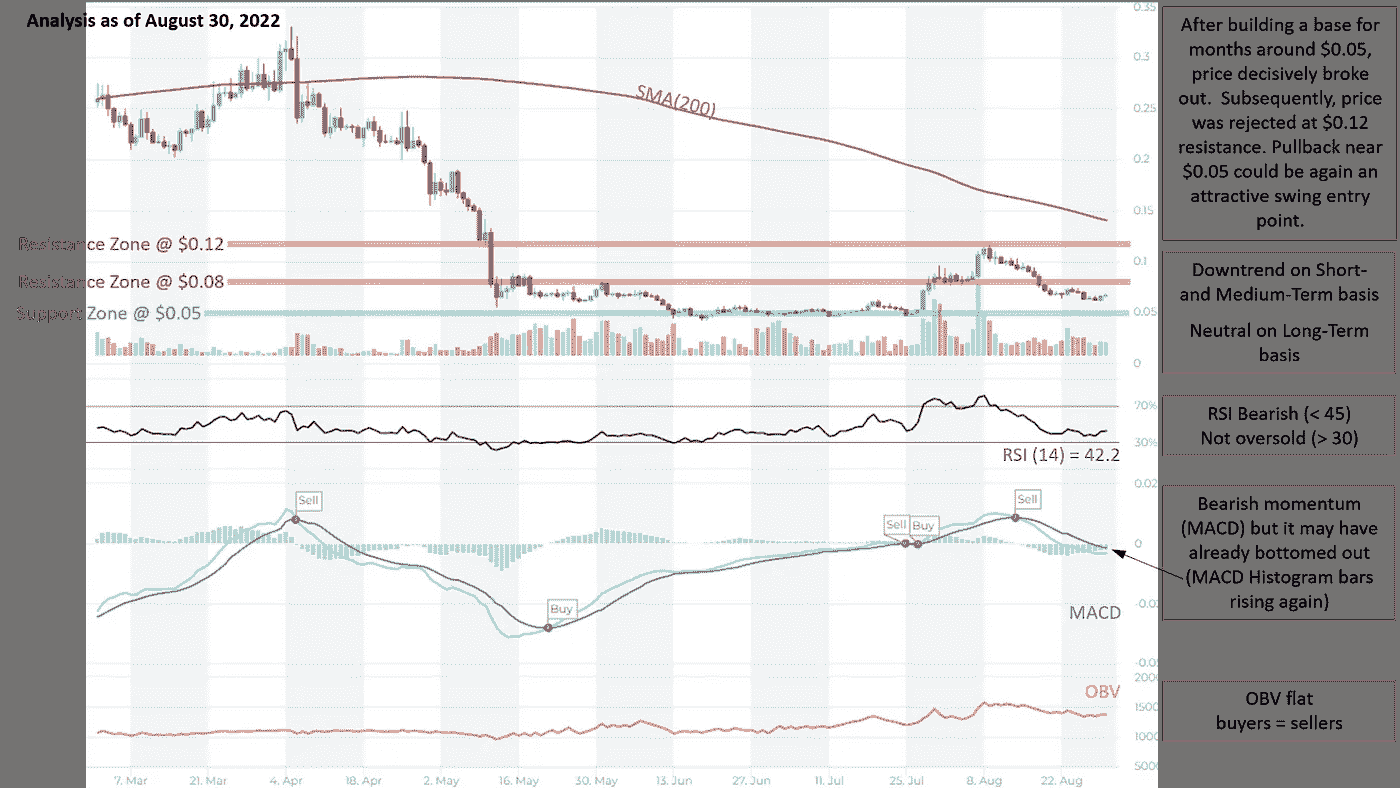 Analysis as of August 30, 2022
0.35
0.3
0.25
0.2
0.15
0.1
0.05
0
SMA(200)
Resistance Zone @ $0.12
Resistance Zone @ $0.08
Support Zone @ $0.05
After building a base for
months around $0.05,
price decisively broke
out. Subsequently, price
was rejected at $0.12
resistance. Pullback near
$0.05 could be again an
attractive swing entry
point.
Downtrend on Short-
and Medium-Term basis
Neutral on Long-Term
basis
70%
30%
RSI (14) = 42.2
RSI Bearish (< 45)
Not oversold (> 30)
0.02
Sell
Sell
Sell
Buy
0
Buy
MACD
Bearish momentum
(MACD) but it may have
already bottomed out
(MACD Histogram bars
rising again)
OBV
OBV flat
buyers = sellers
7. Mar
21. Mar
4. Apr
18. Apr
2. May
16. May
30. May
13. Jun
27. Jun
11. Jul
25. Jul
8. Aug
22. Aug